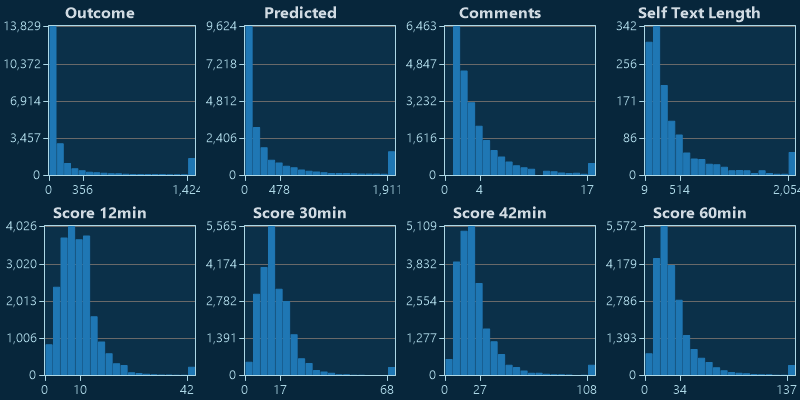 Outcome
13,829
10,372
6,914
3,457
0
0 356 1,424
Predicted
9,624
7,218
4,812
2,406
0
0 478 1,911
Comments
6,463
4,847
3,232
1,616
0
0 4 17
Self Text Length
342
256
171
86
0
9 514 2,054
Score 12min
4,026
3,020
2,013
1,006
0
0 10 42
Score 30min
5,565
4,174
2,782
1,391
0
0 17 68
Score 42min
5,109
3,832
2,554
1,277
0
0 27 108
Score 60min
5,572
4,179
2,786
1,393
0
0 34 137